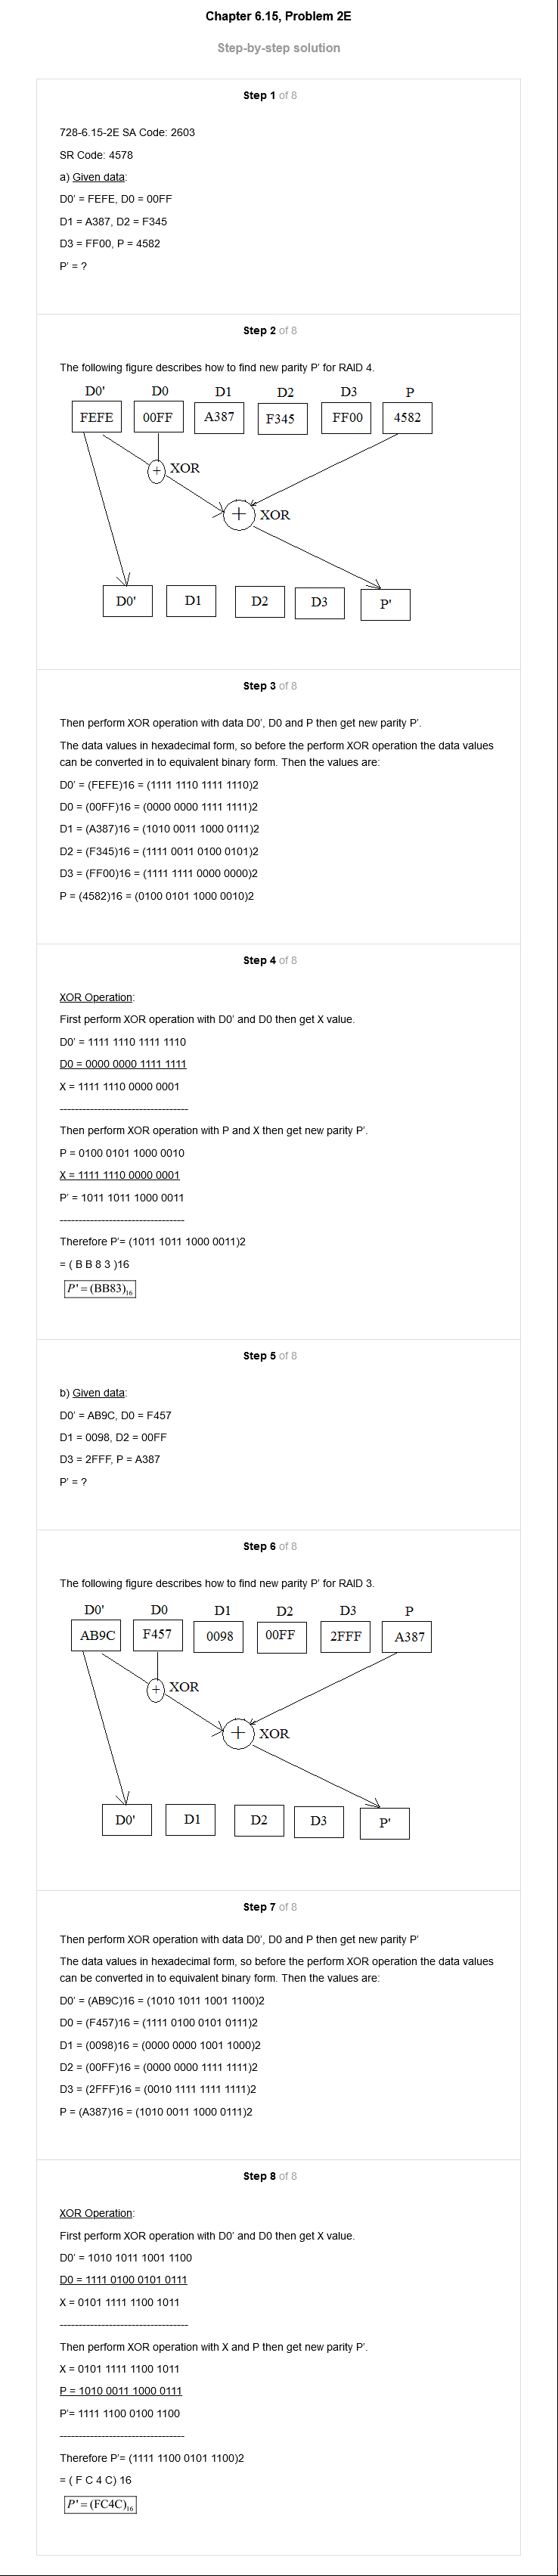 Chapter 6.15, Problem 2E
Step-by-step solution
Step 1 of 8
728-6.15-2E SA Code: 2603
SR Code: 4578
a) Given data:
D0' = FEFE, D0 = 00FF
D1 = A387, D2 = F345
D3 = FF00, P = 4582
P' = ?
Step 2 of 8
The following figure describes how to find new parity P' for RAID 4.
D0' D0 D1 D2 D3 P
FEFE 00FF A387 F345 FF00 4582
+ XOR
+ XOR
D0' D1 D2 D3 P'
Step 3 of 8
Then perform XOR operation with data D0', D0 and P then get new parity P'.
The data values in hexadecimal form, so before the perform XOR operation the data values
can be converted in to equivalent binary form. Then the values are:
D0' = (FEFE)16 = (1111 1110 1111 1110)2
D0 = (00FF)16 = (0000 0000 1111 1111)2
D1 = (A387)16 = (1010 0011 1000 0111)2
D2 = (F345)16 = (1111 0011 0100 0101)2
D3 = (FF00)16 = (1111 1111 0000 0000)2
P = (4582)16 = (0100 0101 1000 0010)2
Step 4 of 8
XOR Operation:
First perform XOR operation with D0' and D0 then get X value.
D0' = 1111 1110 1111 1110
D0 = 0000 0000 1111 1111
X = 1111 1110 0000 0001
---------------------------------
Then perform XOR operation with P and X then get new parity P'.
P = 0100 0101 1000 0010
X = 1111 1110 0000 0001
P' = 1011 1011 1000 0011
--------------------------------
Therefore P'= (1011 1011 1000 0011)2
= ( B B 8 3 )16
P' = (BB83)16
Step 5 of 8
b) Given data:
D0' = AB9C, D0 = F457
D1 = 0098, D2 = 00FF
D3 = 2FFF, P = A387
P' = ?
Step 6 of 8
The following figure describes how to find new parity P' for RAID 3.
D0' D0 D1 D2 D3 P
AB9C F457 0098 00FF 2FFF A387
+ XOR
+ XOR
D0' D1 D2 D3 P'
Step 7 of 8
Then perform XOR operation with data D0', D0 and P then get new parity P'
The data values in hexadecimal form, so before the perform XOR operation the data values
can be converted in to equivalent binary form. Then the values are:
D0' = (AB9C)16 = (1010 1011 1001 1100)2
D0 = (F457)16 = (1111 0100 0101 0111)2
D1 = (0098)16 = (0000 0000 1001 1000)2
D2 = (00FF)16 = (0000 0000 1111 1111)2
D3 = (2FFF)16 = (0010 1111 1111 1111)2
P = (A387)16 = (1010 0011 1000 0111)2
Step 8 of 8
XOR Operation:
First perform XOR operation with D0' and D0 then get X value.
D0' = 1010 1011 1001 1100
D0 = 1111 0100 0101 0111
X = 0101 1111 1100 1011
---------------------------------
Then perform XOR operation with X and P then get new parity P'.
X = 0101 1111 1100 1011
P = 1010 0011 1000 0111
P'= 1111 1100 0100 1100
--------------------------------
Therefore P'= (1111 1100 0101 1100)2
= ( F C 4 C) 16
P' = (FC4C)16